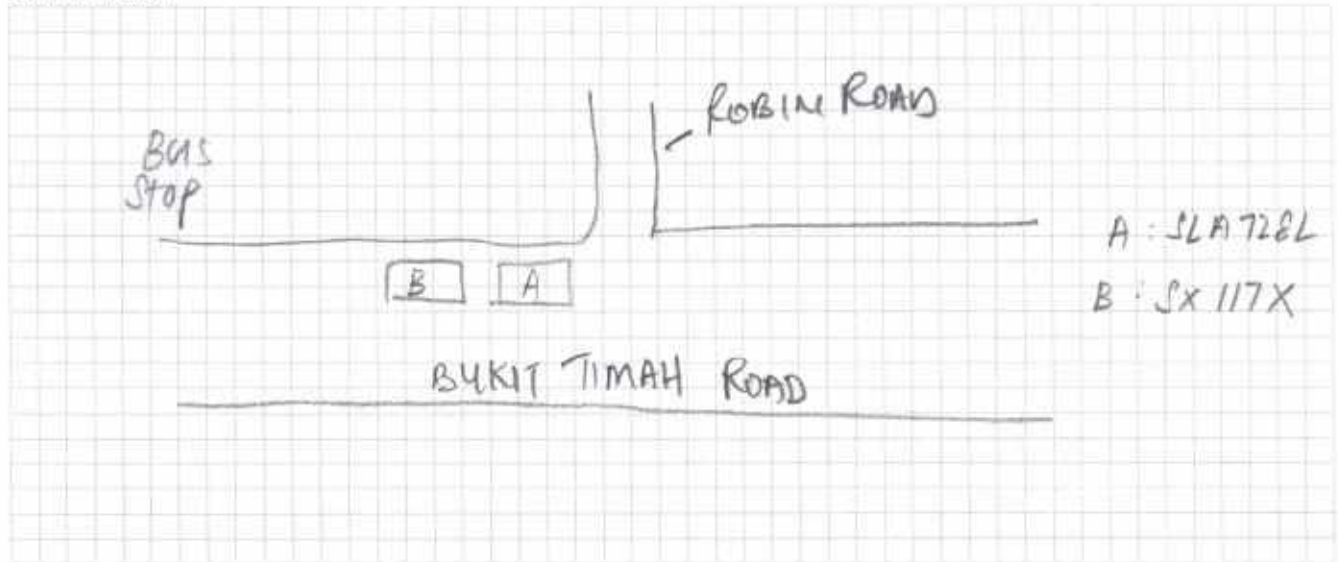 ROBIN ROAD
BUS
STOP
A : SLA728L
B : SX 117X
B
A
BUKIT TIMAH ROAD